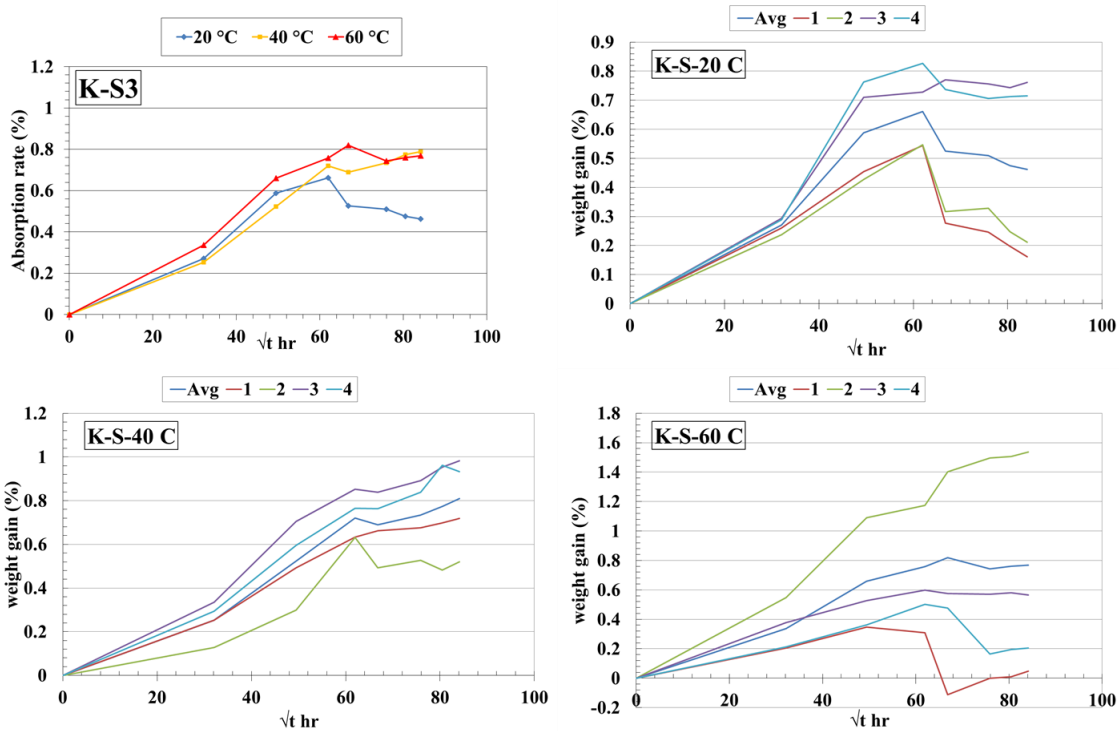 20 °C 40 °C 60 °C
K-S3
Absorption rate (%)
1.2
1
0.8
0.6
0.4
0.2
0
0 20 40 60 80 100
√t hr
Avg 1 2 3 4
K-S-20 C
weight gain (%)
0.9
0.8
0.7
0.6
0.5
0.4
0.3
0.2
0.1
0
0 20 40 60 80 100
√t hr
Avg 1 2 3 4
K-S-40 C
weight gain (%)
1.2
1
0.8
0.6
0.4
0.2
0
0 20 40 60 80 100
√t hr
Avg 1 2 3 4
K-S-60 C
weight gain (%)
1.8
1.6
1.4
1.2
1
0.8
0.6
0.4
0.2
0
-0.2
0 20 40 60 80 100
√t hr